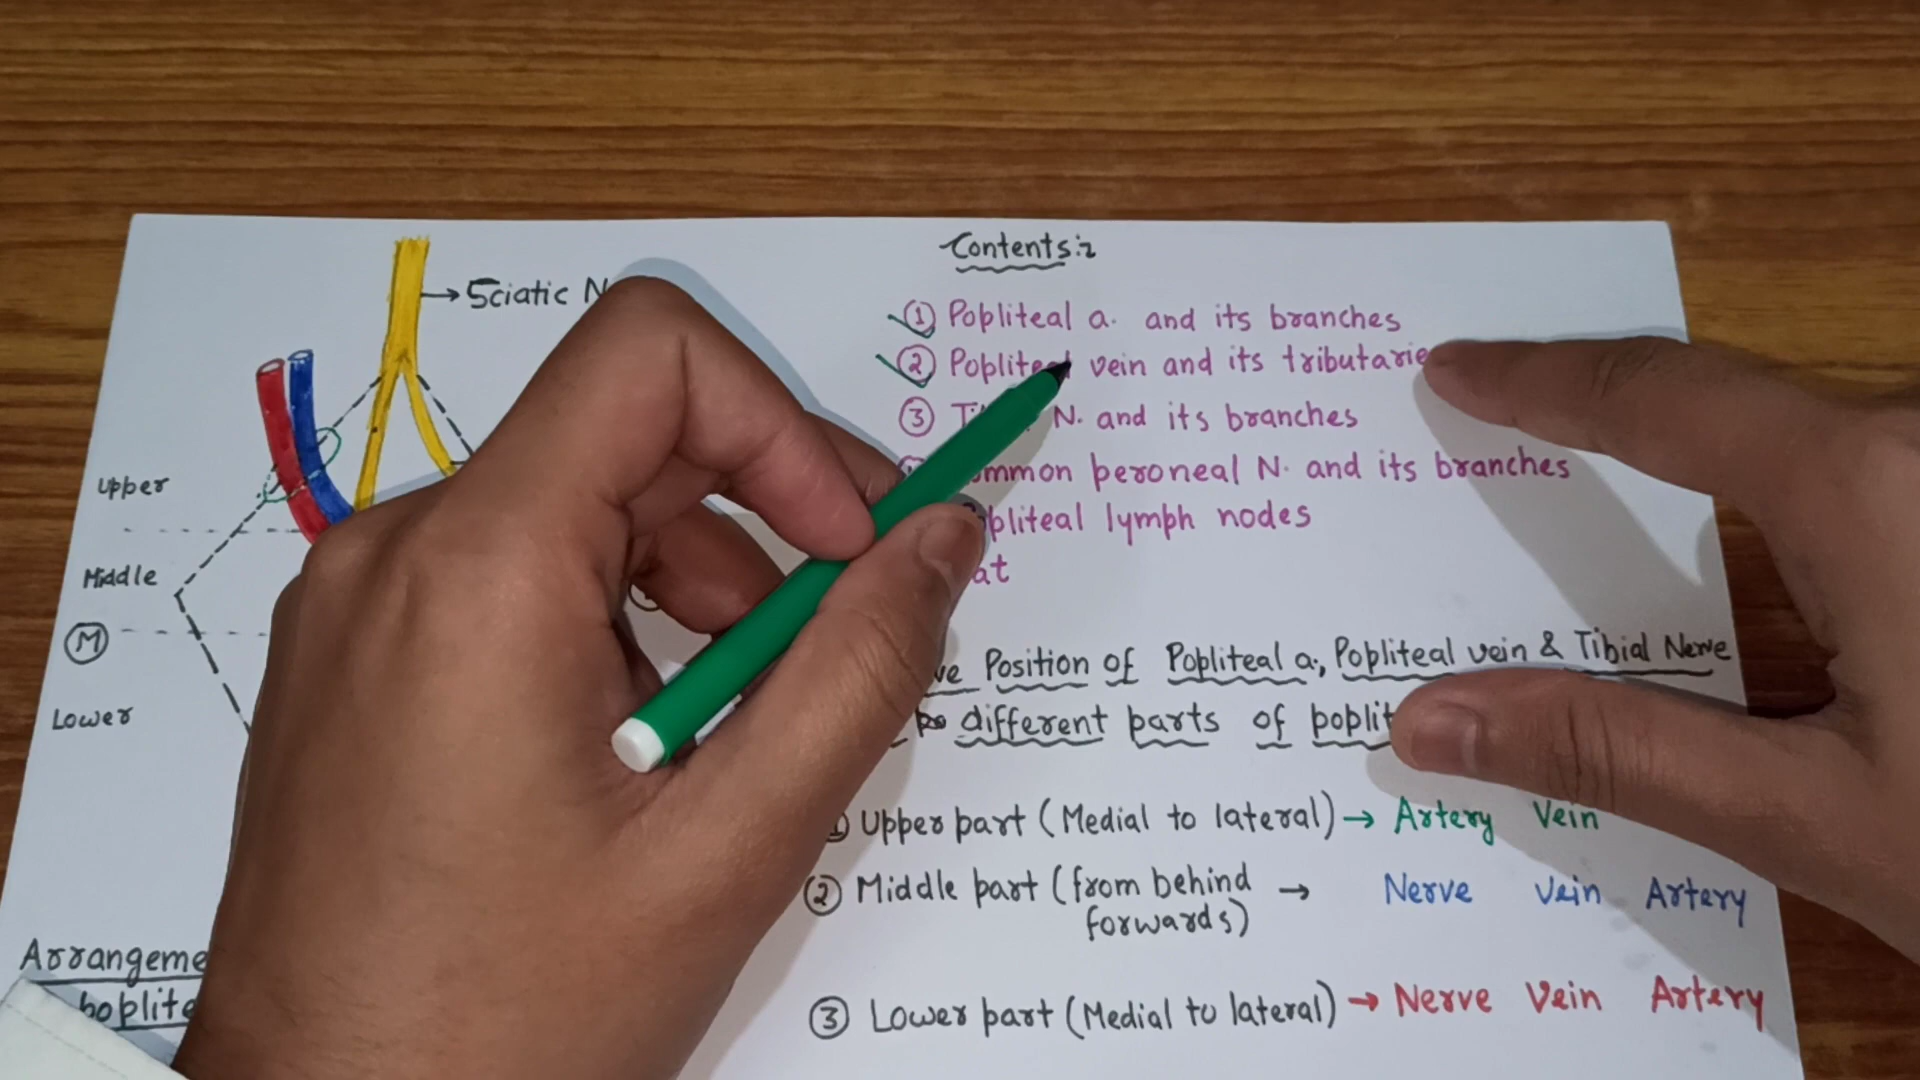 Contents:-
→ Sciatic N
① Popliteal a. and its branches
② Popliteal vein and its tributarie
③ N. and its branches
mmon peroneal N. and its branches
pliteal lymph nodes
at
Upper
Middle
Ⓜ
Lower
ve Position of Popliteal a., Popliteal vein & Tibial Nerve
different parts of poplit
① Upper part (Medial to lateral) → Artery Vein
② Middle part (from behind → Nerve Vein Artery
forwards)
③ Lower part (Medial to lateral) → Nerve Vein Artery
Arrangeme
poplite